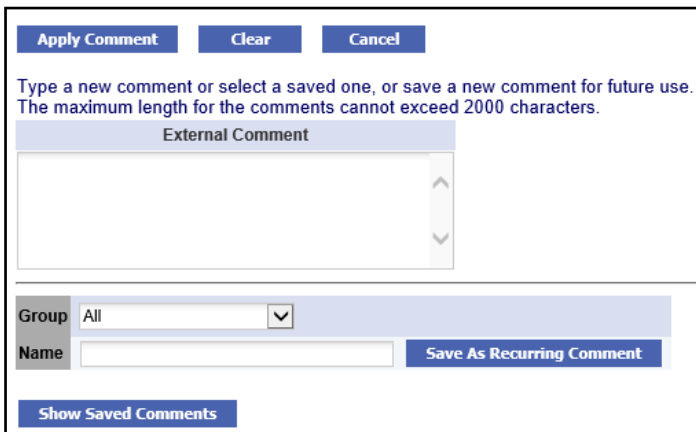 Apply Comment Clear Cancel
Type a new comment or select a saved one, or save a new comment for future use.
The maximum length for the comments cannot exceed 2000 characters.
External Comment
Group All
Name Save As Recurring Comment
Show Saved Comments